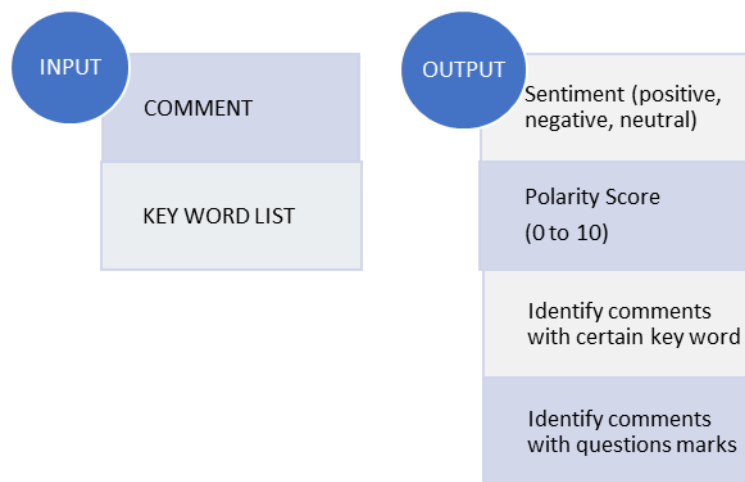 INPUT
COMMENT
KEY WORD LIST
OUTPUT
Sentiment (positive,
negative, neutral)
Polarity Score
(0 to 10)
Identify comments
with certain key word
Identify comments
with questions marks